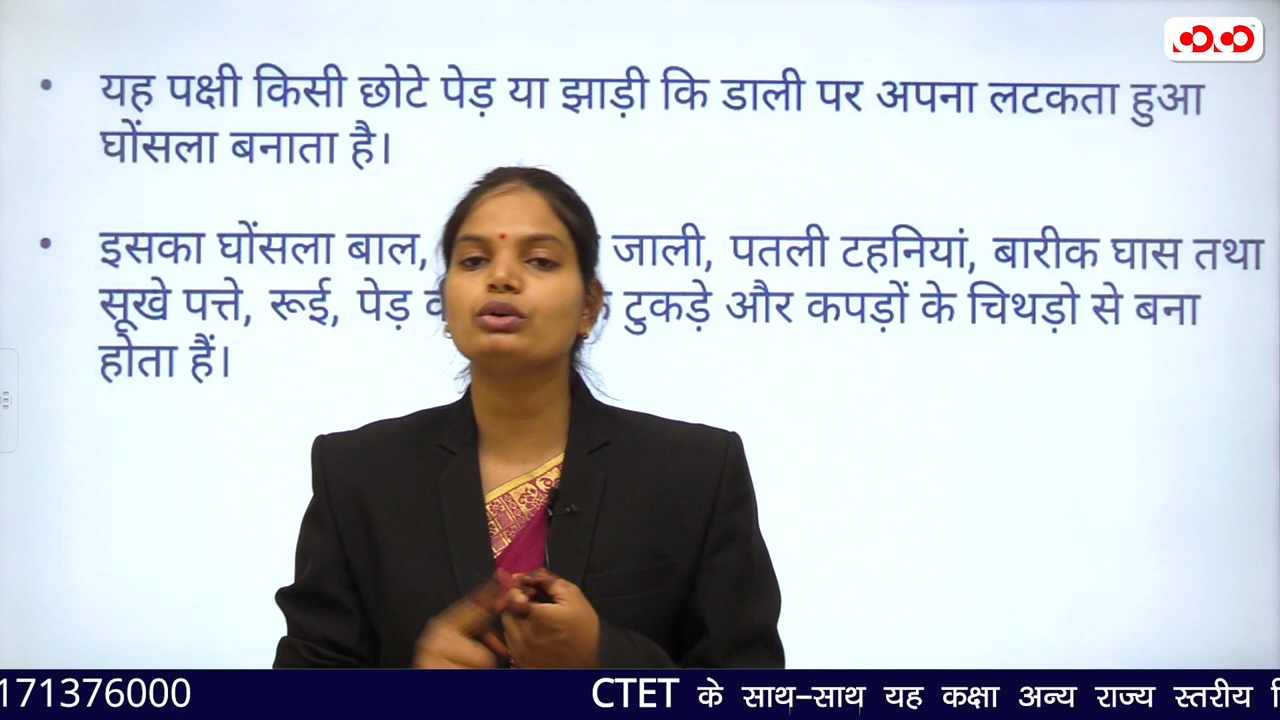 यह पक्षी किसी छोटे पेड़ या झाड़ी कि डाली पर अपना लटकता हुआ
घोंसला बनाता है।
इसका घोंसला बाल, जाली, पतली टहनियां, बारीक घास तथा
सूखे पत्ते, रूई, पेड़ टुकड़े और कपड़ों के चिथड़ो से बना
होता हैं।
171376000 CTET के साथ-साथ यह कक्षा अन्य राज्य स्तरीय